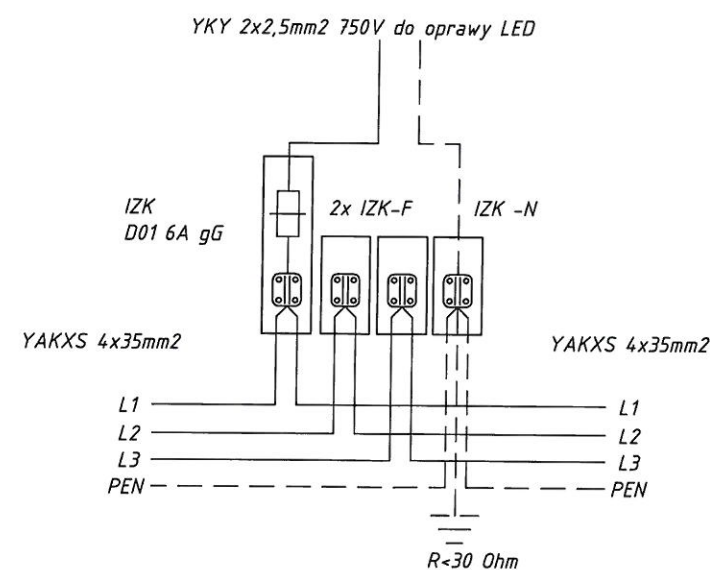 YKY 2x2,5mm2 750V do oprawy LED
IZK
D01 6A gG
2x IZK-F
IZK -N
YAKXS 4x35mm2
YAKXS 4x35mm2
L1
L1
L2
L2
L3
L3
PEN
PEN
R<30 Ohm